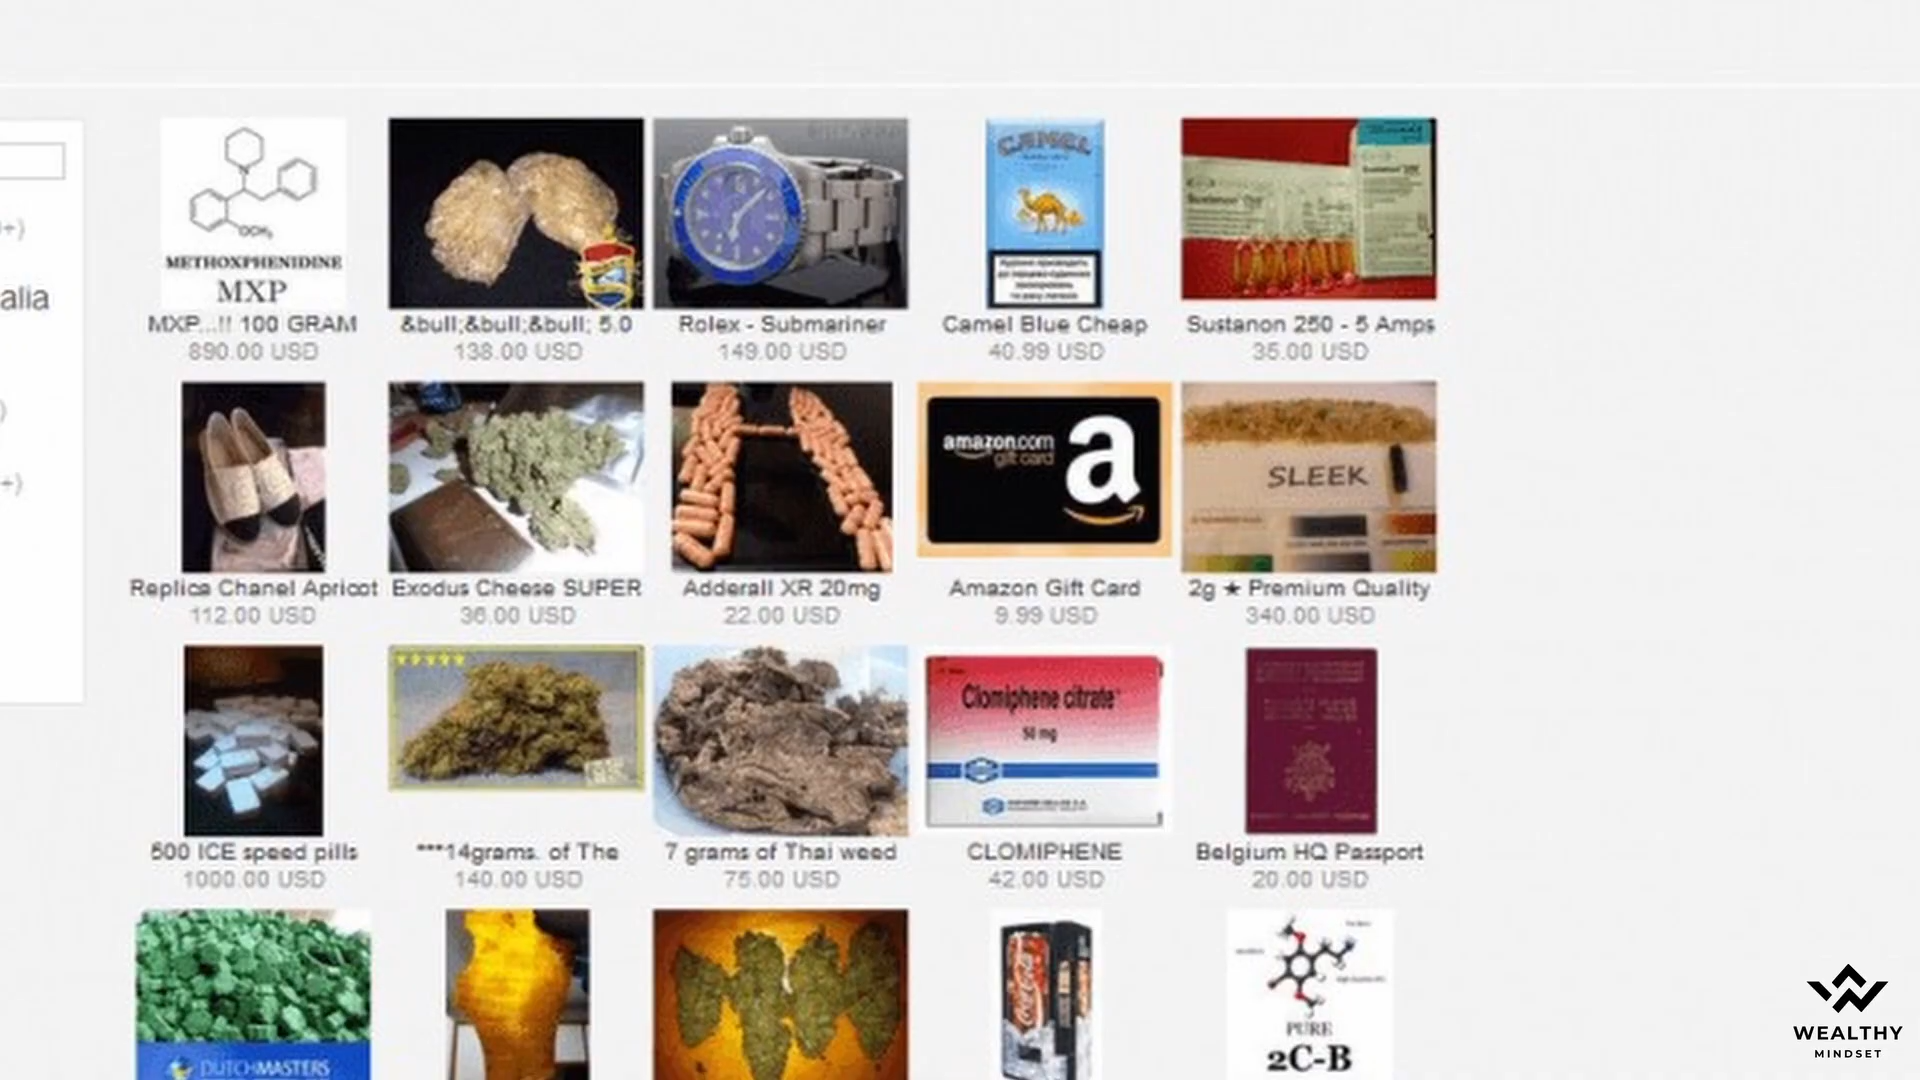 +)
alia
)
+)
OCH₃
METHOXPHENIDINE
MXP
MXP...!! 100 GRAM
890.00 USD
&bull;&bull;&bull; 5.0
138.00 USD
Rolex - Submariner
149.00 USD
CAMEL
Camel Blue Cheap
40.99 USD
Sustanon 250
Sustanon 250 - 5 Amps
35.00 USD
Replica Chanel Apricot
112.00 USD
Exodus Cheese SUPER
36.00 USD
Adderall XR 20mg
22.00 USD
amazon.com
gift card
a
Amazon Gift Card
9.99 USD
SLEEK
2g ★ Premium Quality
340.00 USD
500 ICE speed pills
1000.00 USD
***14grams. of The
140.00 USD
7 grams of Thai weed
75.00 USD
Clomiphene citrate
50 mg
CLOMIPHENE
42.00 USD
Belgium HQ Passport
20.00 USD
DUTCHMASTERS
Coca-Cola
PURE
2C-B
WEALTHY
MINDSET